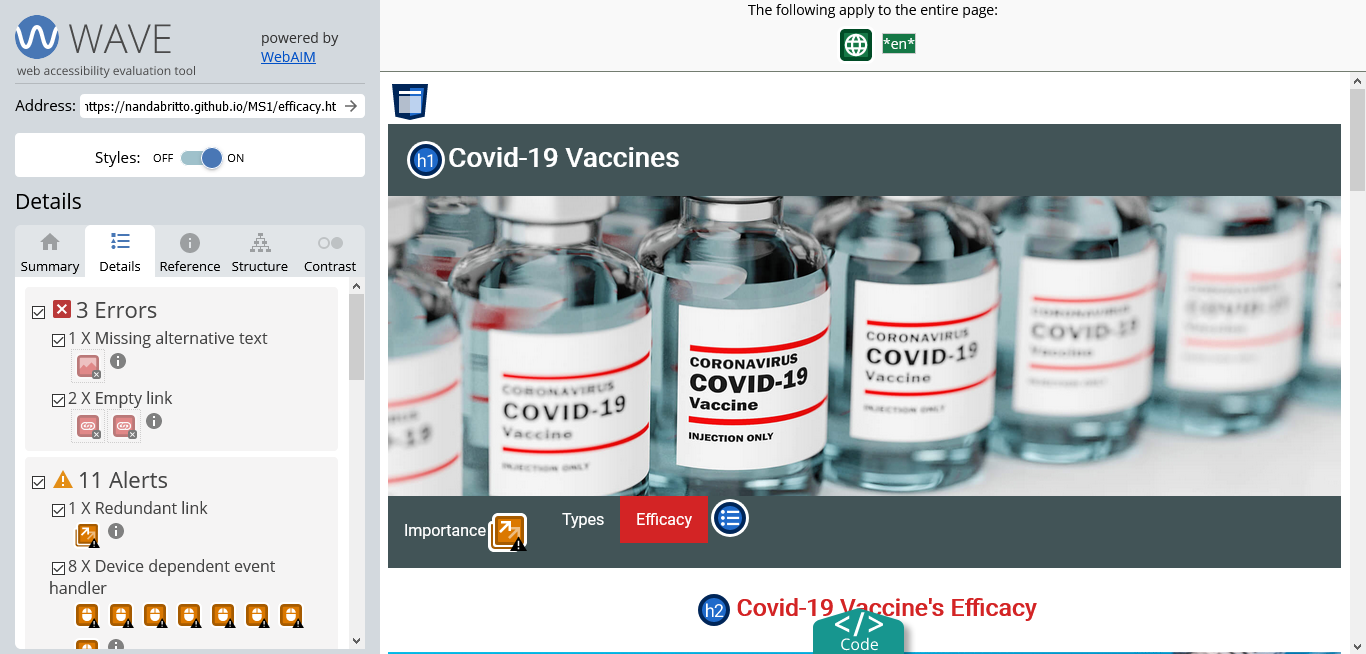 WAVE
web accessibility evaluation tool
powered by
WebAIM
Address: https://nandabritto.github.io/MS1/efficacy.ht
Styles: OFF ON
Details
Summary Details Reference Structure Contrast
3 Errors
1 X Missing alternative text
2 X Empty link
11 Alerts
1 X Redundant link
8 X Device dependent event
handler
The following apply to the entire page:
*en*
h1 Covid-19 Vaccines
CORONAVIRUS
COVID-19
Vaccine
INJECTION ONLY
CORONAVIRUS
COVID-19
Vaccine
INJECTION ONLY
CORONAVIRUS
COVID-19
Vaccine
INJECTION ONLY
CORONAVIRUS
COVID-19
Vaccine
Importance Types Efficacy
h2 Covid-19 Vaccine's Efficacy
</>
Code